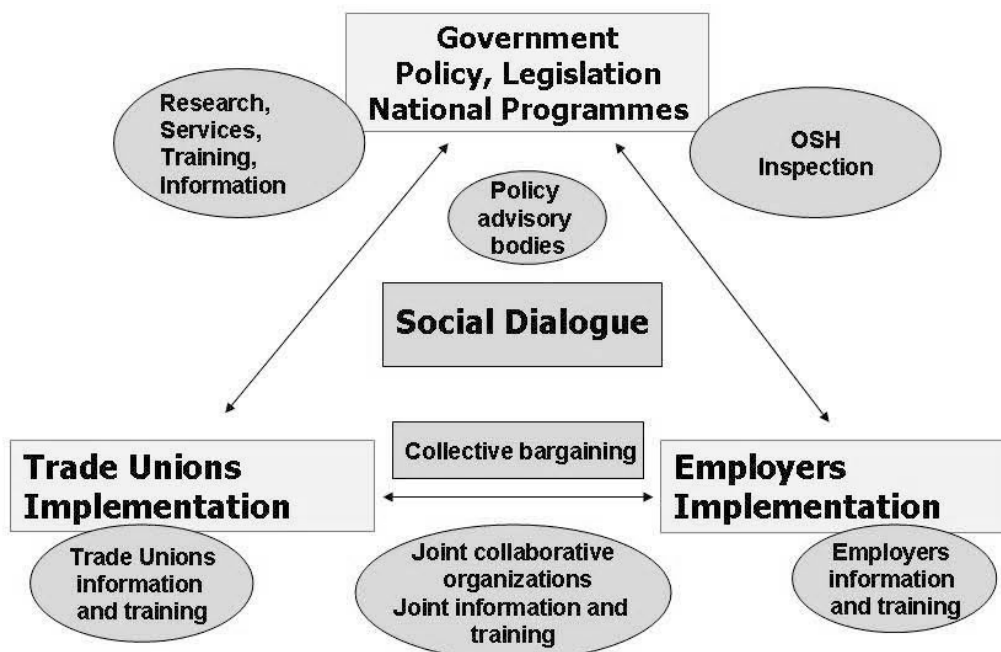 Government
Policy, Legislation
National Programmes
Research,
Services,
Training,
Information
OSH
Inspection
Policy
advisory
bodies
Social Dialogue
Collective bargaining
Trade Unions
Implementation
Employers
Implementation
Trade Unions
information
and training
Joint collaborative
organizations
Joint information and
training
Employers
information
and training